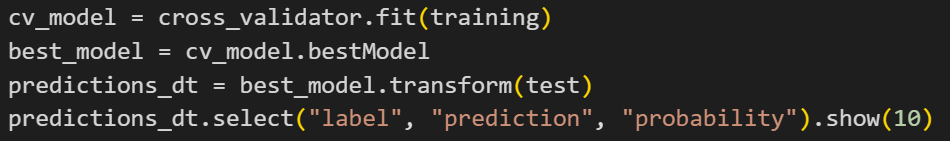 cv_model = cross_validator.fit(training)
best_model = cv_model.bestModel
predictions_dt = best_model.transform(test)
predictions_dt.select("label", "prediction", "probability").show(10)